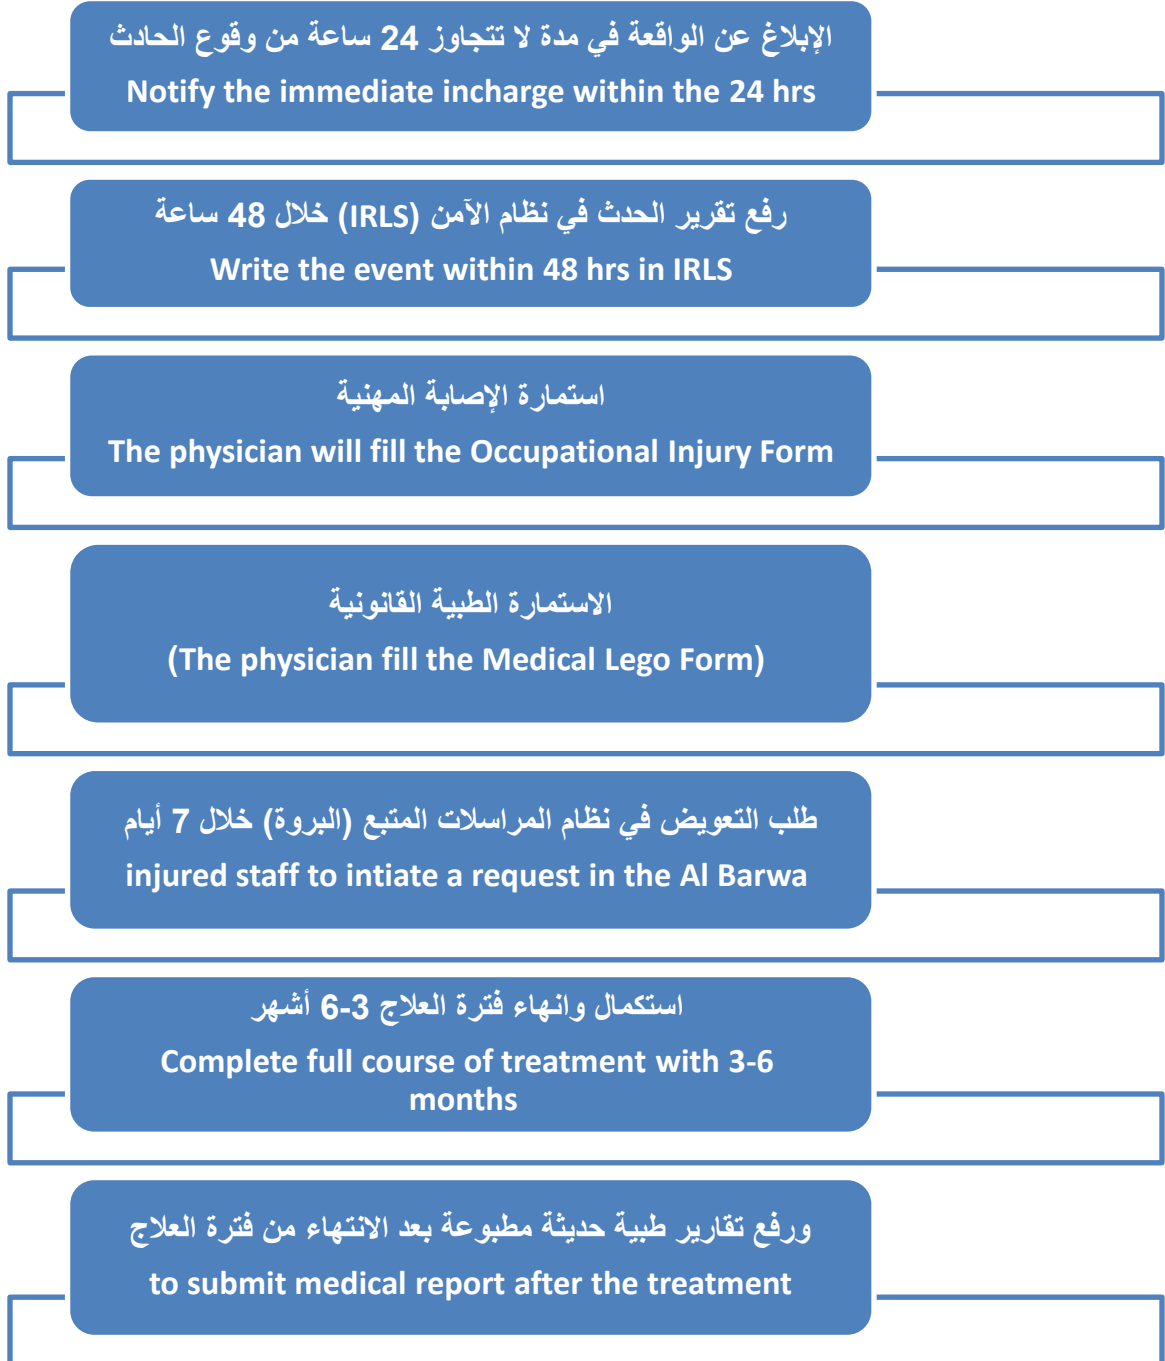 الإبلاغ عن الواقعة في مدة لا تتجاوز 24 ساعة من وقوع الحادث
Notify the immediate incharge within the 24 hrs
رفع تقرير الحدث في نظام الآمن (IRLS) خلال 48 ساعة
Write the event within 48 hrs in IRLS
استمارة الإصابة المهنية
The physician will fill the Occupational Injury Form
الاستمارة الطبية القانونية
(The physician fill the Medical Lego Form)
طلب التعويض في نظام المراسلات المتبع (البروة) خلال 7 أيام
injured staff to intiate a request in the Al Barwa
استكمال وانهاء فترة العلاج 3-6 أشهر
Complete full course of treatment with 3-6
months
ورفع تقارير طبية حديثة مطبوعة بعد الانتهاء من فترة العلاج
to submit medical report after the treatment